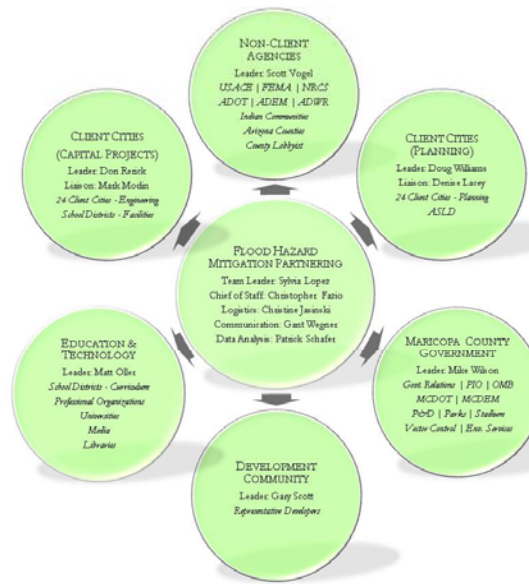 NON-CLIENT
AGENCIES
Leader: Scott Vogel
USACE | FEMA | NRCS
ADOT | ADEM | ADWR
Indian Communities
Arizona Counties
County Lobbyist
CLIENT CITIES
(CAPITAL PROJECTS)
Leader: Don Rerick
Liaison: Mark Modin
24 Client Cities - Engineering
School Districts - Facilities
CLIENT CITIES
(PLANNING)
Leader: Doug Williams
Liaison: Denise Lacey
24 Client Cities - Planning
ASLD
FLOOD HAZARD
MITIGATION PARTNERING
Team Leader: Sylvia Lopez
Chief of Staff: Christopher Fazio
Logistics: Christine Jasinski
Communication: Gant Wegner
Data Analysis: Patrick Schafer
EDUCATION &
TECHNOLOGY
Leader: Matt Oller
School Districts - Curriculum
Professional Organizations
Universities
Media
Libraries
MARICOPA COUNTY
GOVERNMENT
Leader: Mike Wilson
Govt. Relations | PIO | OMB
MCDOT | MCDEM
P&D | Parks | Stadium
Vector Control | Env. Services
DEVELOPMENT
COMMUNITY
Leader: Gary Scott
Representative Developers